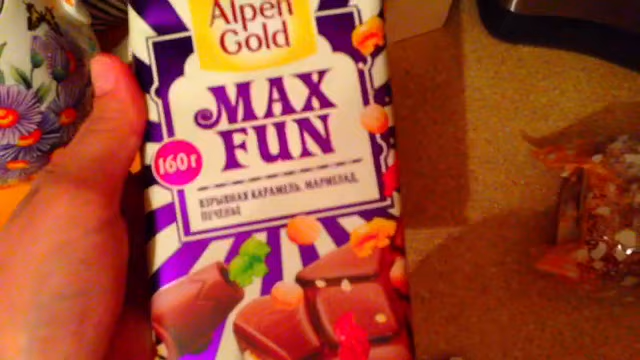 Alpen
Gold
MAX
FUN
160г
ВЗРЫВНАЯ КАРАМЕЛЬ, МАРМЕЛАД,
ПЕЧЕНЬЕ